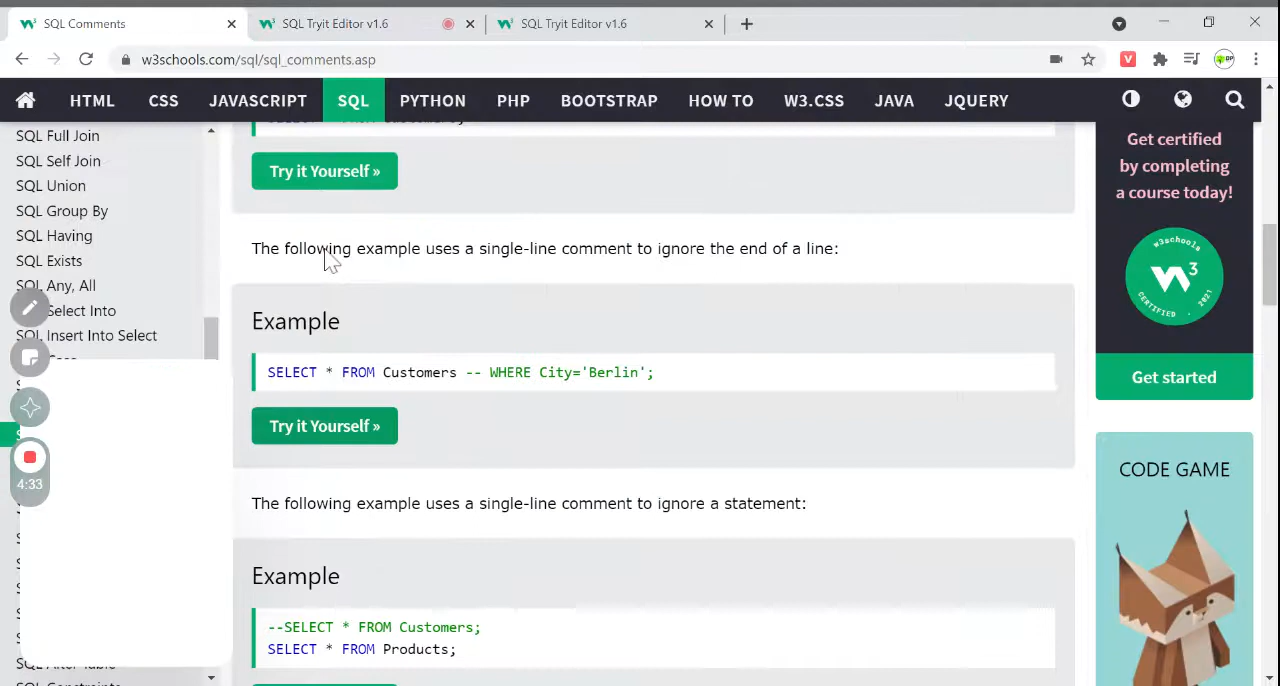 SQL Comments
SQL Tryit Editor v1.6
SQL Tryit Editor v1.6
w3schools.com/sql/sql_comments.asp
HTML CSS JAVASCRIPT SQL PYTHON PHP BOOTSTRAP HOW TO W3.CSS JAVA JQUERY
SQL Full Join
SQL Self Join
SQL Union
SQL Group By
SQL Having
SQL Exists
SQL Any, All
Select Into
SQL Insert Into Select
4:33
Try it Yourself »
The following example uses a single-line comment to ignore the end of a line:
Example
SELECT * FROM Customers -- WHERE City='Berlin';
Try it Yourself »
The following example uses a single-line comment to ignore a statement:
Example
--SELECT * FROM Customers;
SELECT * FROM Products;
Get certified
by completing
a course today!
w3schools
W3
CERTIFIED . 2021
Get started
CODE GAME